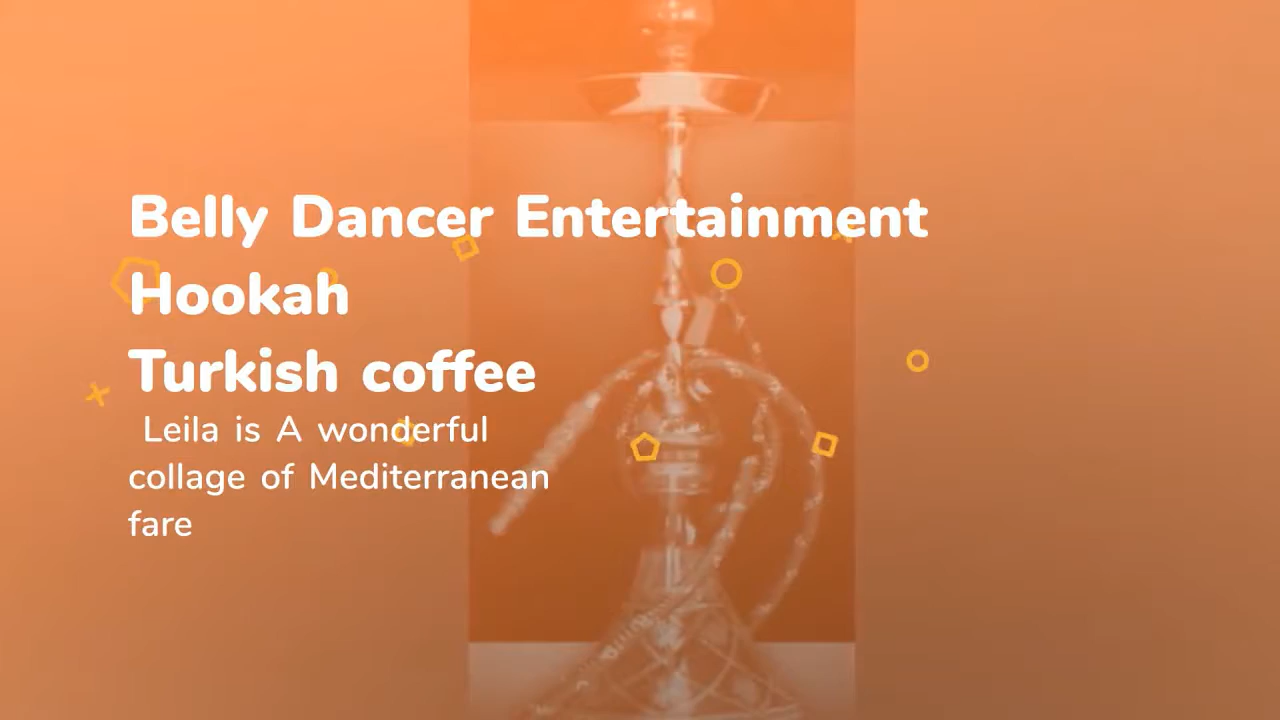 Belly Dancer Entertainment
Hookah
Turkish coffee
Leila is A wonderful
collage of Mediterranean
fare